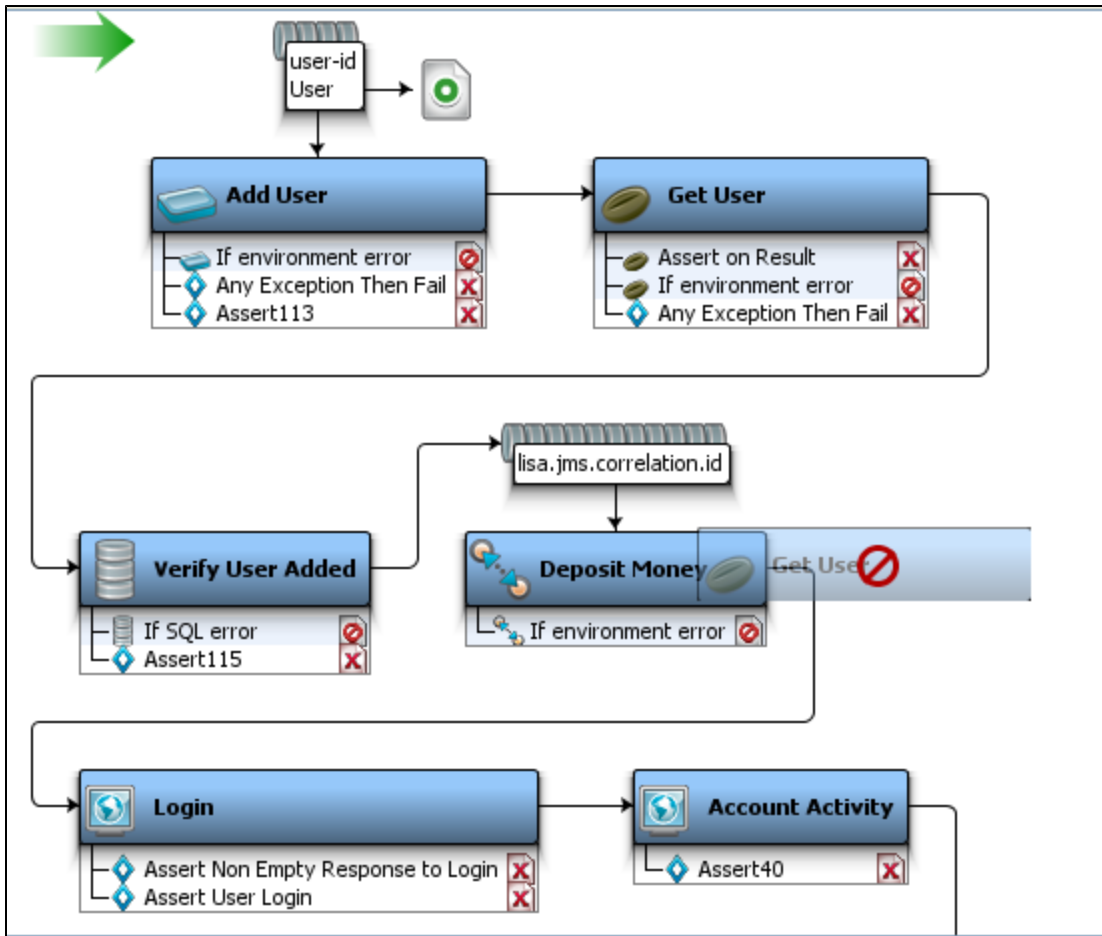 user-id
User
Add User
If environment error
Any Exception Then Fail
Assert113
Get User
Assert on Result
If environment error
Any Exception Then Fail
lisa.jms.correlation.id
Verify User Added
If SQL error
Assert115
Deposit Money
If environment error
Get User
Login
Assert Non Empty Response to Login
Assert User Login
Account Activity
Assert40